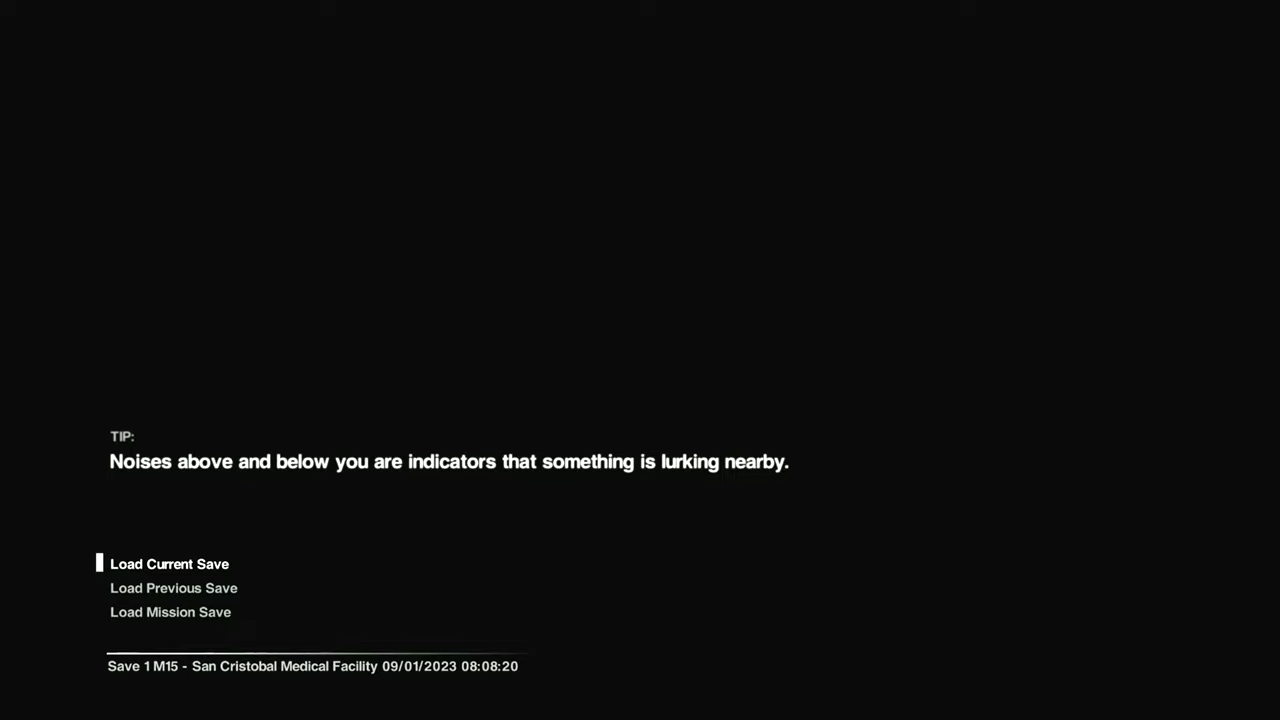 TIP:
Noises above and below you are indicators that something is lurking nearby.
Load Current Save
Load Previous Save
Load Mission Save
Save 1 M15 - San Cristobal Medical Facility 09/01/2023 08:08:20